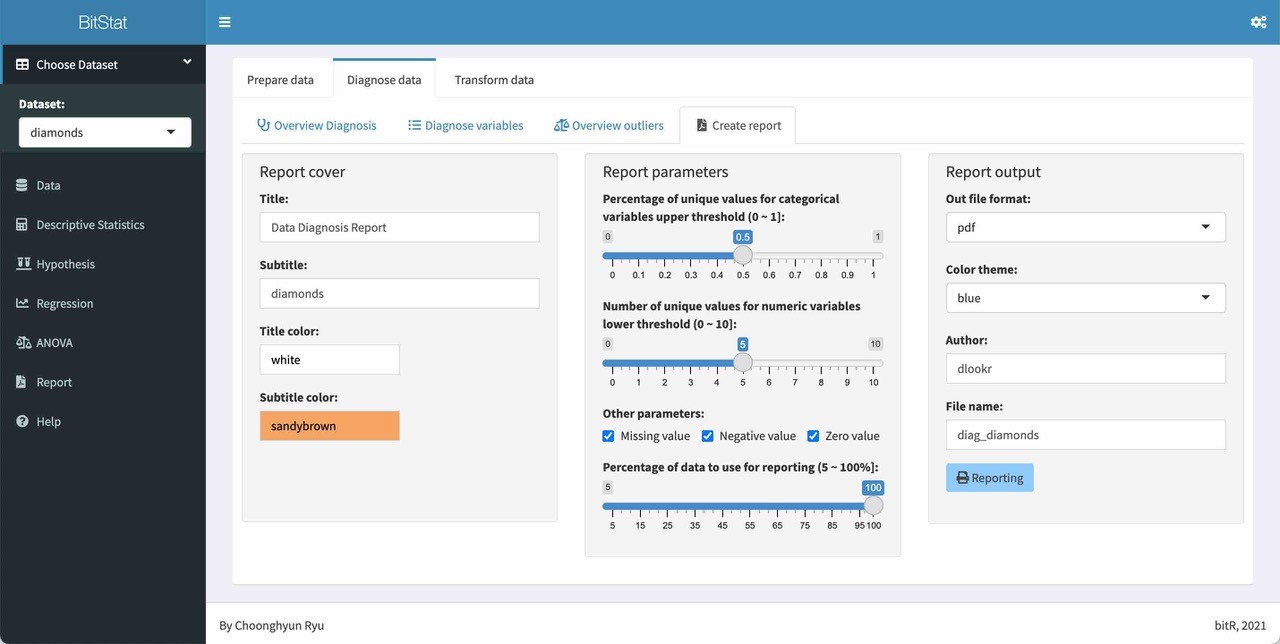 BitStat
Choose Dataset
Dataset:
diamonds
Data
Descriptive Statistics
Hypothesis
Regression
ANOVA
Report
Help
Prepare data
Diagnose data
Transform data
Overview Diagnosis
Diagnose variables
Overview outliers
Create report
Report cover
Title:
Data Diagnosis Report
Subtitle:
diamonds
Title color:
white
Subtitle color:
sandybrown
Report parameters
Percentage of unique values for categorical
variables upper threshold (0 ~ 1]:
0 0.5 1
0 0.1 0.2 0.3 0.4 0.5 0.6 0.7 0.8 0.9 1
Number of unique values for numeric variables
lower threshold (0 ~ 10]:
0 5 10
0 1 2 3 4 5 6 7 8 9 10
Other parameters:
Missing value Negative value Zero value
Percentage of data to use for reporting (5 ~ 100%]:
5 100
5 15 25 35 45 55 65 75 85 95 100
Report output
Out file format:
pdf
Color theme:
blue
Author:
dlookr
File name:
diag_diamonds
Reporting
By Choonghyun Ryu
bitR, 2021